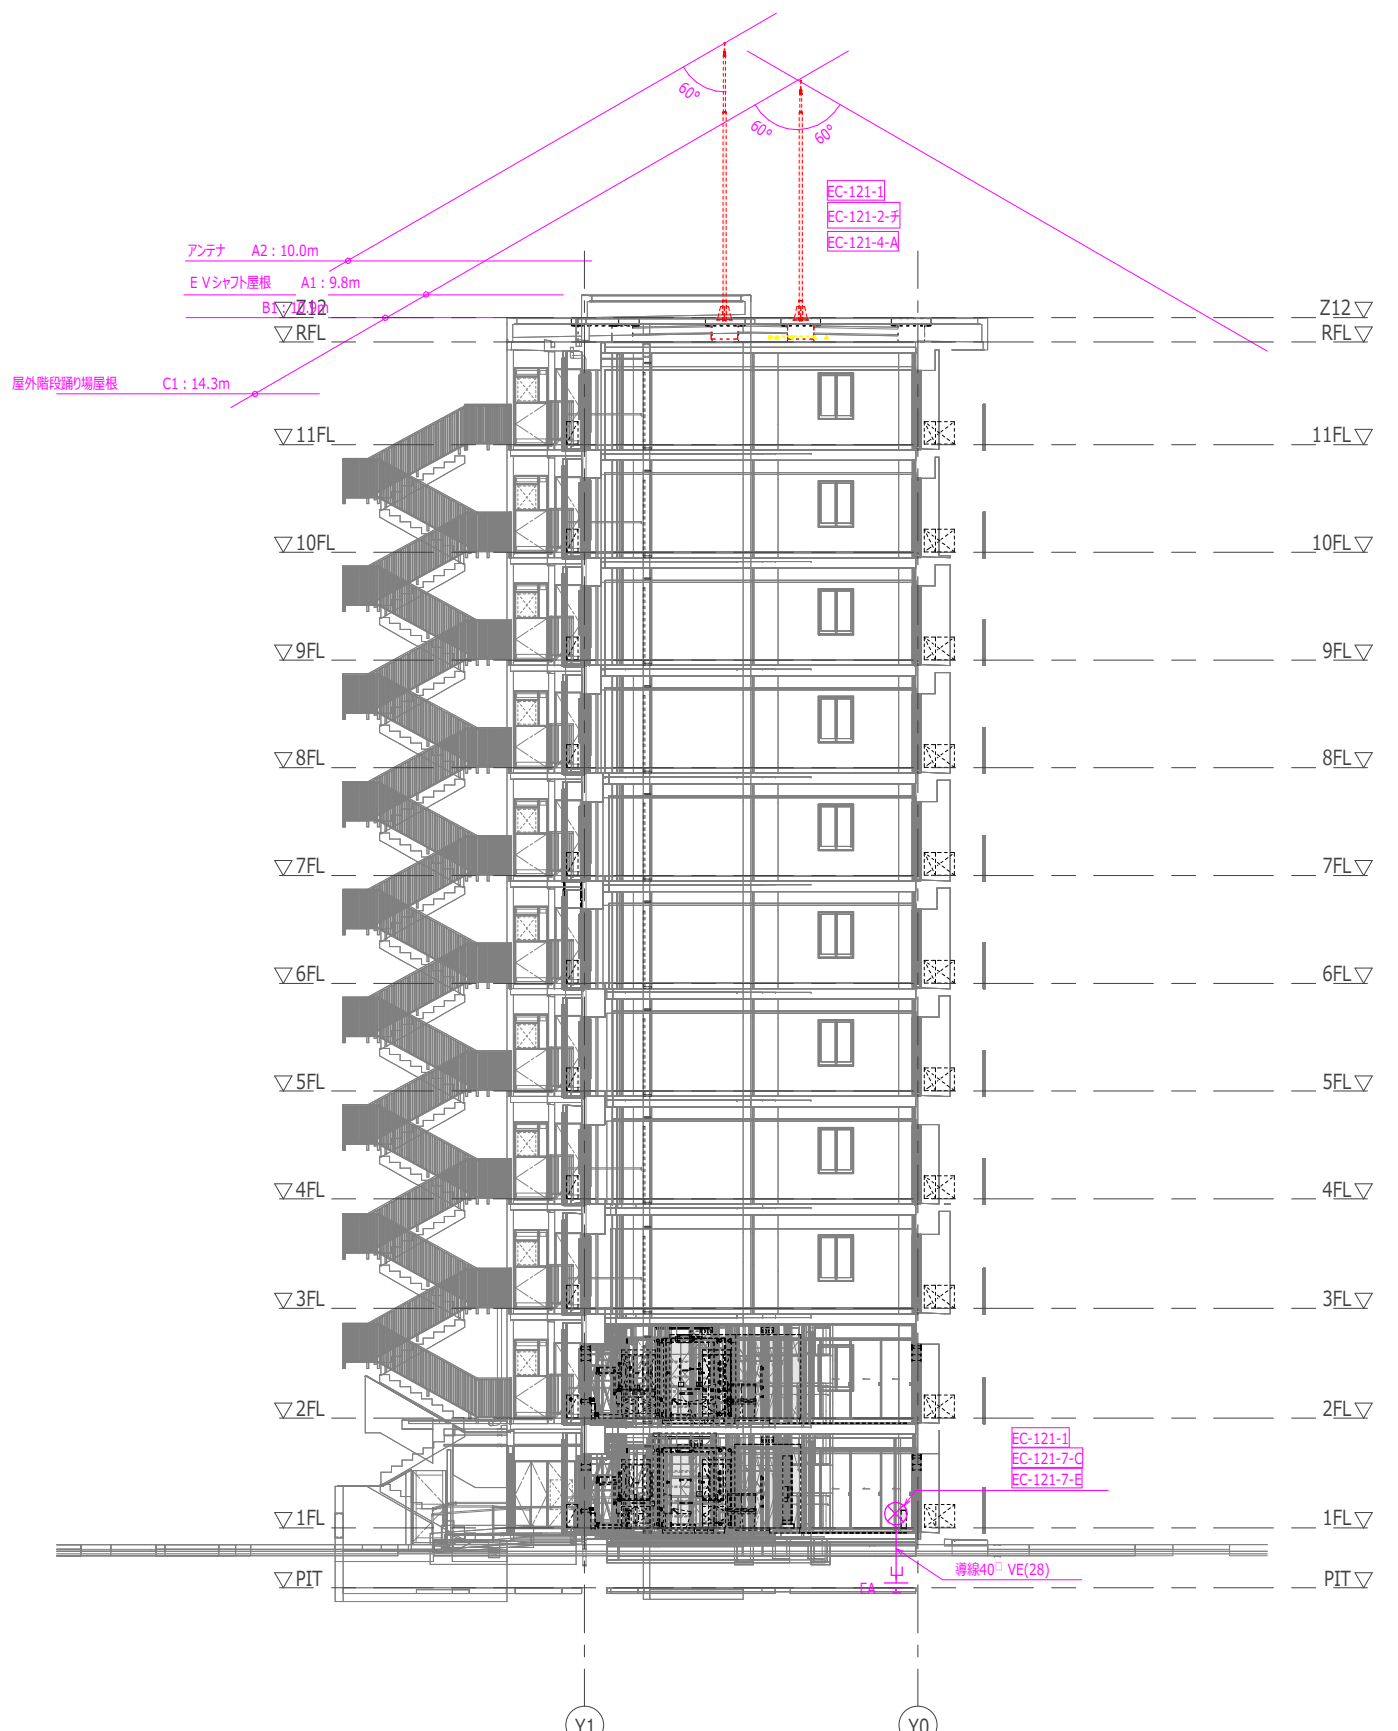 60°
60°
60°
EC-121-1
EC-121-2-チ
EC-121-4-A
アンテナ A2：10.0m
ＥＶシャフト屋根 A1：9.8m
B1：10.9m
Z12
Z12
RFL
RFL
屋外階段踊り場屋根 C1：14.3m
11FL
11FL
10FL
10FL
9FL
9FL
8FL
8FL
7FL
7FL
6FL
6FL
5FL
5FL
4FL
4FL
3FL
3FL
2FL
2FL
EC-121-1
EC-121-7-C
EC-121-7-E
1FL
1FL
導線40□ VE(28)
PIT
EA
PIT
Y1
Y0